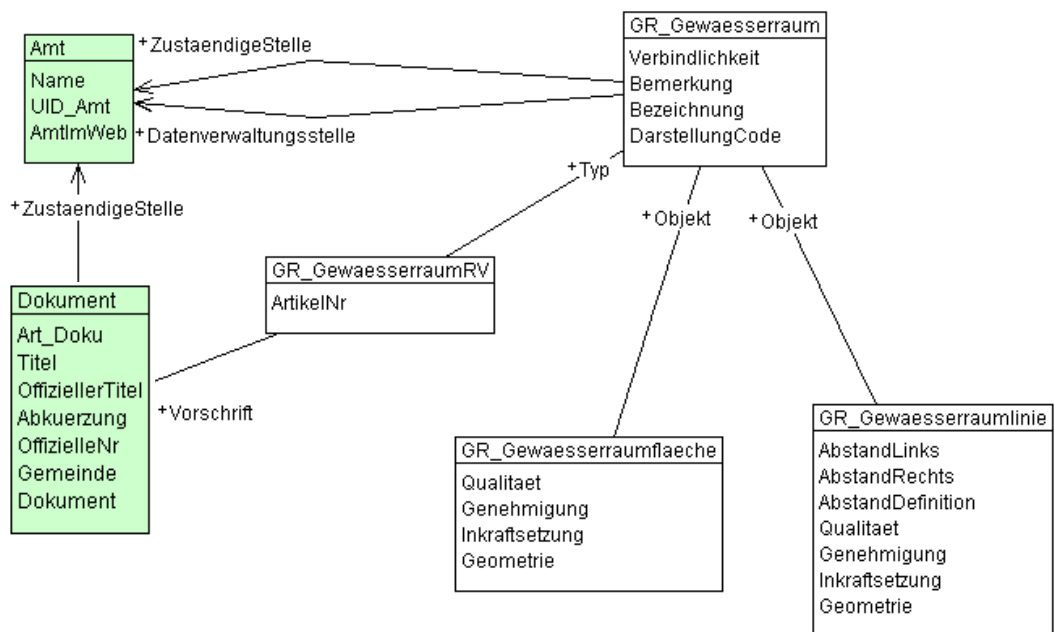 GR_Gewaesserraum
Verbindlichkeit
Bemerkung
Bezeichnung
DarstellungCode
Amt
Name
UID_Amt
AmtImWeb
+ZustaendigeStelle
+Datenverwaltungsstelle
+Typ
+Objekt
+Objekt
+ZustaendigeStelle
GR_GewaesserraumRV
ArtikelNr
Dokument
Art_Doku
Titel
OffiziellerTitel
Abkuerzung
OffizielleNr
Gemeinde
Dokument
+Vorschrift
GR_Gewaesserraumflaeche
Qualitaet
Genehmigung
Inkraftsetzung
Geometrie
GR_Gewaesserraumlinie
AbstandLinks
AbstandRechts
AbstandDefinition
Qualitaet
Genehmigung
Inkraftsetzung
Geometrie